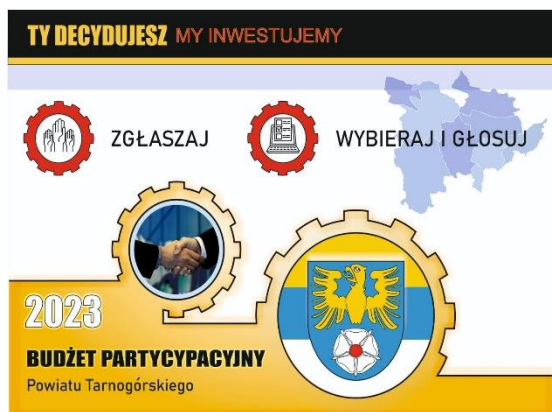 TY DECYDUJESZ MY INWESTUJEMY
ZGŁASZAJ
WYBIERAJ I GŁOSUJ
2023
BUDŻET PARTYCYPACYJNY
Powiatu Tarnogórskiego